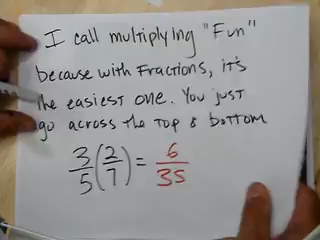 I call multiplying "Fun"
because with Fractions, it's
the easiest one. You just
go across the top & bottom
3/5 (2/7) = 6/35